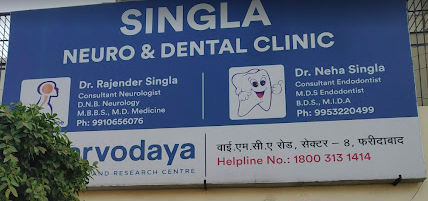 SINGLA
NEURO & DENTAL CLINIC
Dr. Rajender Singla
Consultant Neurologist
D.N.B. Neurology
M.B.B.S., M.D. Medicine
Ph: 9910656076
Dr. Neha Singla
Consultant Endodontist
M.D.S Endodontist
B.D.S., M.I.D.A
Ph: 9953220499
arvodaya
AND RESEARCH CENTRE
वाई.एम.सी.ए रोड, सेक्टर – 8, फरीदाबाद
Helpline No.: 1800 313 1414